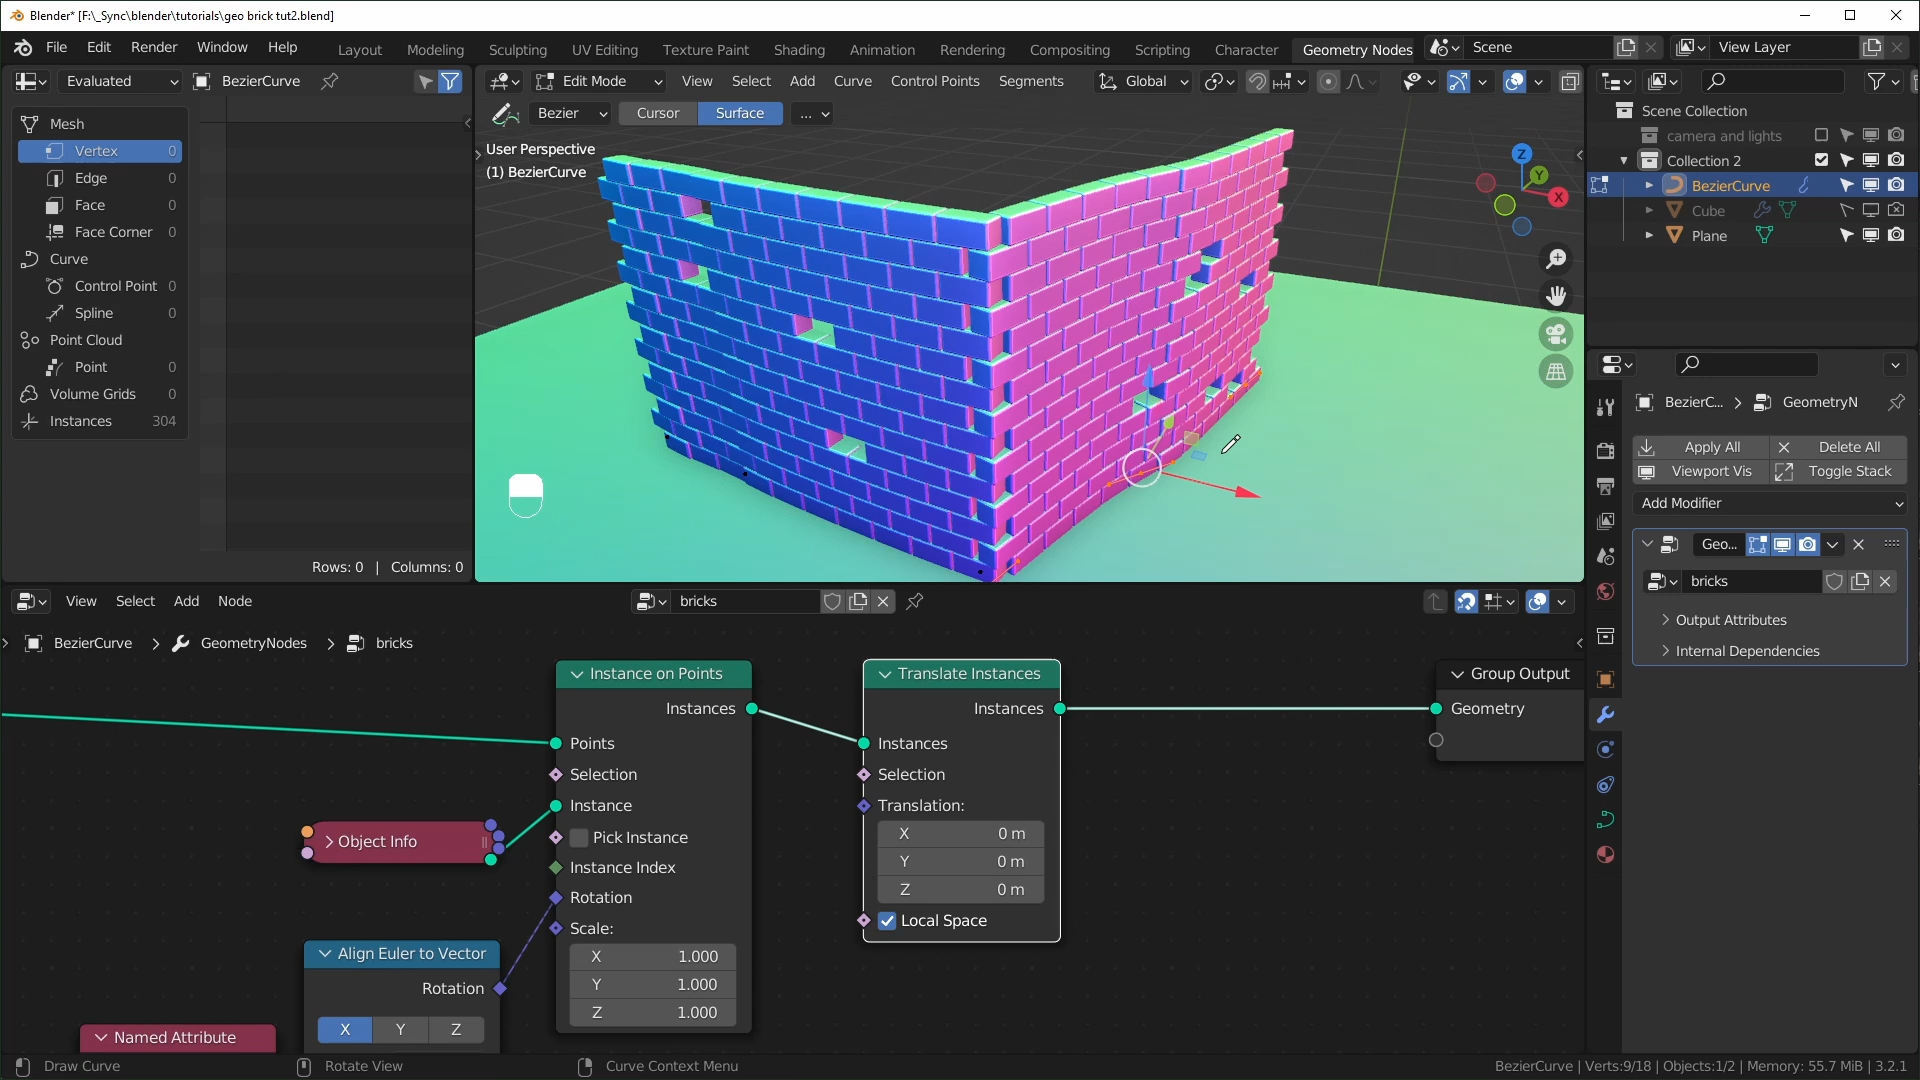 Blender* [F:\_Sync\blender\tutorials\geo brick tut2.blend]
File Edit Render Window Help Layout Modeling Sculpting UV Editing Texture Paint Shading Animation Rendering Compositing Scripting Character Geometry Nodes Scene View Layer
Evaluated BezierCurve Edit Mode View Select Add Curve Control Points Segments Global
Bezier Cursor Surface ...
Mesh
Vertex 0
Edge 0
Face 0
Face Corner 0
Curve
Control Point 0
Spline 0
Point Cloud
Point 0
Volume Grids 0
Instances 304
Rows: 0 | Columns: 0
User Perspective
(1) BezierCurve
Z
Y
X
Scene Collection
camera and lights
Collection 2
BezierCurve
Cube
Plane
BezierC... > GeometryN
Apply All Delete All
Viewport Vis Toggle Stack
Add Modifier
Geo...
bricks
Output Attributes
Internal Dependencies
View Select Add Node bricks
BezierCurve > GeometryNodes > bricks
Instance on Points
Instances
Points
Selection
Instance
Pick Instance
Instance Index
Rotation
Scale:
X 1.000
Y 1.000
Z 1.000
Translate Instances
Instances
Instances
Selection
Translation:
X 0 m
Y 0 m
Z 0 m
Local Space
Group Output
Geometry
Object Info
Align Euler to Vector
Rotation
X Y Z
Named Attribute
Draw Curve Rotate View Curve Context Menu BezierCurve | Verts:9/18 | Objects:1/2 | Memory: 55.7 MiB | 3.2.1